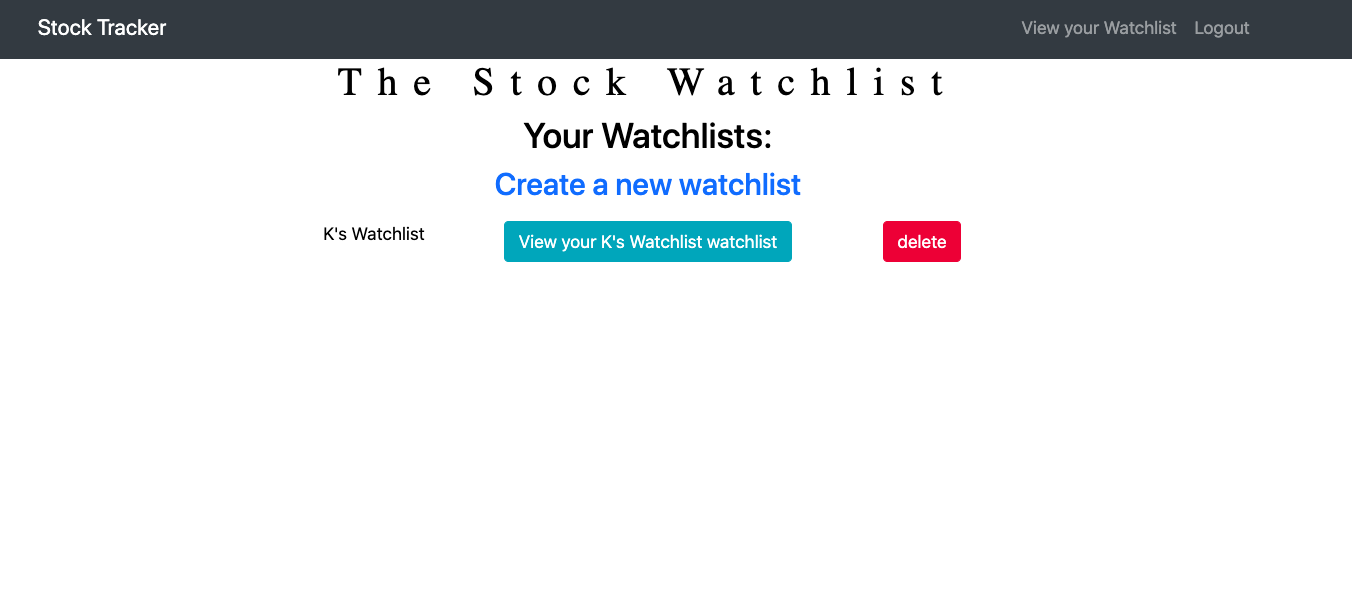 Stock Tracker View your Watchlist Logout
The Stock Watchlist
Your Watchlists:
Create a new watchlist
K's Watchlist View your K's Watchlist watchlist delete